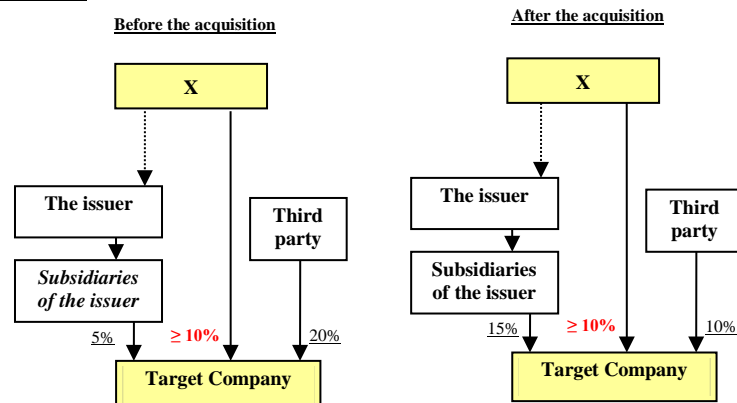 Before the acquisition
X
The issuer
Third
party
Subsidiaries
of the issuer
5%
≥ 10%
20%
Target Company
After the acquisition
X
The issuer
Third
party
Subsidiaries
of the issuer
15%
≥ 10%
10%
Target Company